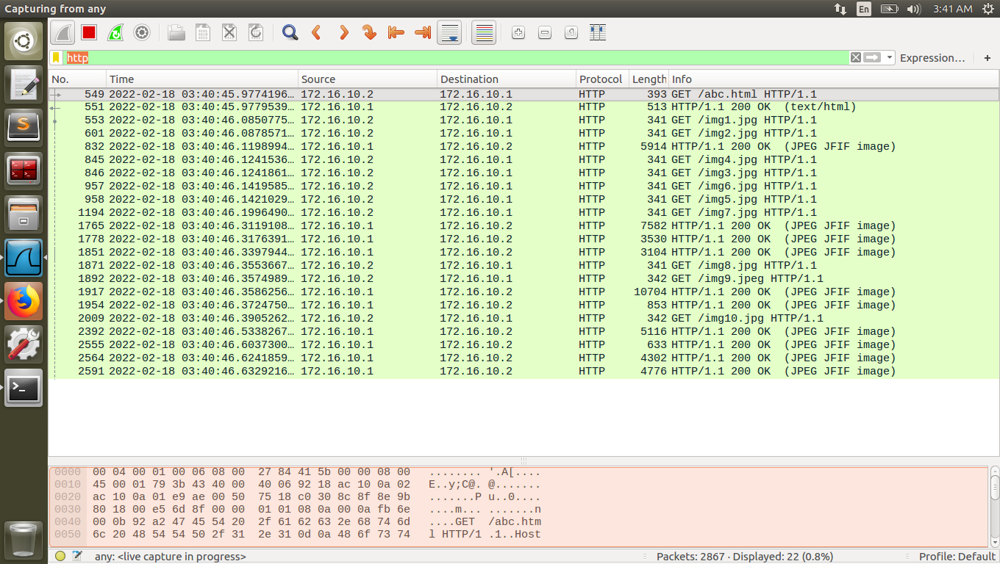 Capturing from any En 3:41 AM
http Expression… +
No. Time Source Destination Protocol Length Info
549 2022-02-18 03:40:45.9774196… 172.16.10.2 172.16.10.1 HTTP 393 GET /abc.html HTTP/1.1
551 2022-02-18 03:40:45.9779539… 172.16.10.1 172.16.10.2 HTTP 513 HTTP/1.1 200 OK (text/html)
553 2022-02-18 03:40:46.0850775… 172.16.10.2 172.16.10.1 HTTP 341 GET /img1.jpg HTTP/1.1
601 2022-02-18 03:40:46.0878571… 172.16.10.2 172.16.10.1 HTTP 341 GET /img2.jpg HTTP/1.1
832 2022-02-18 03:40:46.1198994… 172.16.10.1 172.16.10.2 HTTP 5914 HTTP/1.1 200 OK (JPEG JFIF image)
845 2022-02-18 03:40:46.1241536… 172.16.10.2 172.16.10.1 HTTP 341 GET /img4.jpg HTTP/1.1
846 2022-02-18 03:40:46.1241861… 172.16.10.2 172.16.10.1 HTTP 341 GET /img3.jpg HTTP/1.1
957 2022-02-18 03:40:46.1419585… 172.16.10.2 172.16.10.1 HTTP 341 GET /img6.jpg HTTP/1.1
958 2022-02-18 03:40:46.1421029… 172.16.10.2 172.16.10.1 HTTP 341 GET /img5.jpg HTTP/1.1
1194 2022-02-18 03:40:46.1996490… 172.16.10.2 172.16.10.1 HTTP 341 GET /img7.jpg HTTP/1.1
1765 2022-02-18 03:40:46.3119108… 172.16.10.1 172.16.10.2 HTTP 7582 HTTP/1.1 200 OK (JPEG JFIF image)
1778 2022-02-18 03:40:46.3176391… 172.16.10.1 172.16.10.2 HTTP 3530 HTTP/1.1 200 OK (JPEG JFIF image)
1851 2022-02-18 03:40:46.3397944… 172.16.10.1 172.16.10.2 HTTP 3104 HTTP/1.1 200 OK (JPEG JFIF image)
1871 2022-02-18 03:40:46.3553667… 172.16.10.2 172.16.10.1 HTTP 341 GET /img8.jpg HTTP/1.1
1892 2022-02-18 03:40:46.3574989… 172.16.10.2 172.16.10.1 HTTP 342 GET /img9.jpeg HTTP/1.1
1917 2022-02-18 03:40:46.3586256… 172.16.10.1 172.16.10.2 HTTP 10704 HTTP/1.1 200 OK (JPEG JFIF image)
1954 2022-02-18 03:40:46.3724750… 172.16.10.1 172.16.10.2 HTTP 853 HTTP/1.1 200 OK (JPEG JFIF image)
2009 2022-02-18 03:40:46.3905262… 172.16.10.2 172.16.10.1 HTTP 342 GET /img10.jpg HTTP/1.1
2392 2022-02-18 03:40:46.5338267… 172.16.10.1 172.16.10.2 HTTP 5116 HTTP/1.1 200 OK (JPEG JFIF image)
2555 2022-02-18 03:40:46.6037300… 172.16.10.1 172.16.10.2 HTTP 633 HTTP/1.1 200 OK (JPEG JFIF image)
2564 2022-02-18 03:40:46.6241859… 172.16.10.1 172.16.10.2 HTTP 4302 HTTP/1.1 200 OK (JPEG JFIF image)
2591 2022-02-18 03:40:46.6329216… 172.16.10.1 172.16.10.2 HTTP 4776 HTTP/1.1 200 OK (JPEG JFIF image)
0000 00 04 00 01 00 06 08 00 27 84 41 5b 00 00 08 00 ........ '.A[....
0010 45 00 01 79 3b 43 40 00 40 06 92 18 ac 10 0a 02 E..y;C@. @.......
0020 ac 10 0a 01 e9 ae 00 50 75 18 c0 30 8c 8f 8e 9b .......P u..0....
0030 80 18 00 e5 6d 8f 00 00 01 01 08 0a 00 0a fb 6e ....m... .......n
0040 00 0b 92 a2 47 45 54 20 2f 61 62 63 2e 68 74 6d ....GET /abc.htm
0050 6c 20 48 54 54 50 2f 31 2e 31 0d 0a 48 6f 73 74 l HTTP/1 .1..Host
any: <live capture in progress> Packets: 2867 · Displayed: 22 (0.8%) Profile: Default